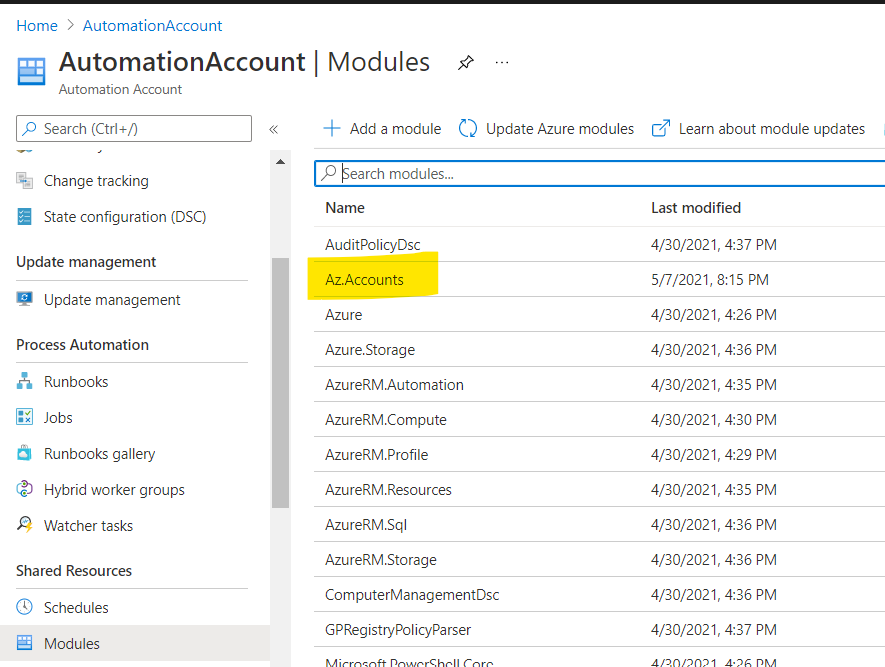 Home > AutomationAccount
AutomationAccount | Modules
Automation Account
Search (Ctrl+/)
«
Change tracking
State configuration (DSC)
Update management
Update management
Process Automation
Runbooks
Jobs
Runbooks gallery
Hybrid worker groups
Watcher tasks
Shared Resources
Schedules
Modules
Add a module Update Azure modules Learn about module updates
Search modules...
Name Last modified
AuditPolicyDsc 4/30/2021, 4:37 PM
Az.Accounts 5/7/2021, 8:15 PM
Azure 4/30/2021, 4:26 PM
Azure.Storage 4/30/2021, 4:36 PM
AzureRM.Automation 4/30/2021, 4:35 PM
AzureRM.Compute 4/30/2021, 4:30 PM
AzureRM.Profile 4/30/2021, 4:29 PM
AzureRM.Resources 4/30/2021, 4:35 PM
AzureRM.Sql 4/30/2021, 4:36 PM
AzureRM.Storage 4/30/2021, 4:36 PM
ComputerManagementDsc 4/30/2021, 4:36 PM
GPRegistryPolicyParser 4/30/2021, 4:37 PM
Microsoft.PowerShell.Core 4/30/2021, 4:26 PM